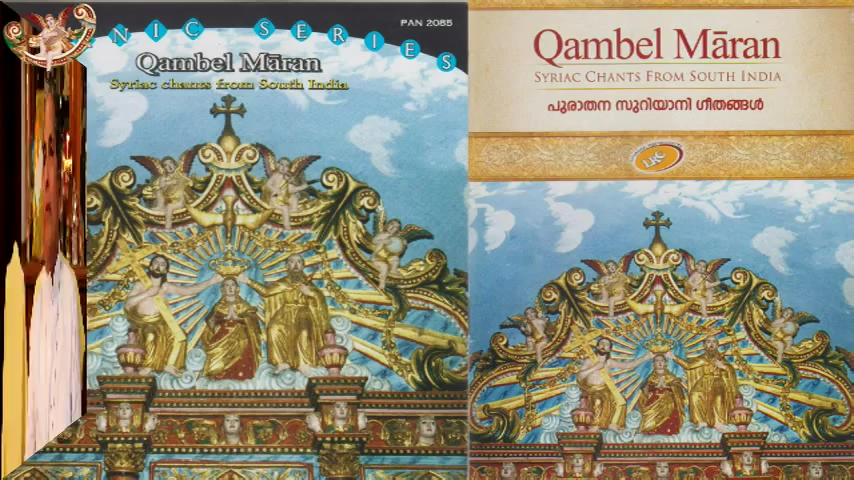 NIC SERIES
PAN 2085
Qambel Māran
Syriac chants from South India
Qambel Māran
SYRIAC CHANTS FROM SOUTH INDIA
പുരാതന സുറിയാനി ഗീതങ്ങൾ
LRC